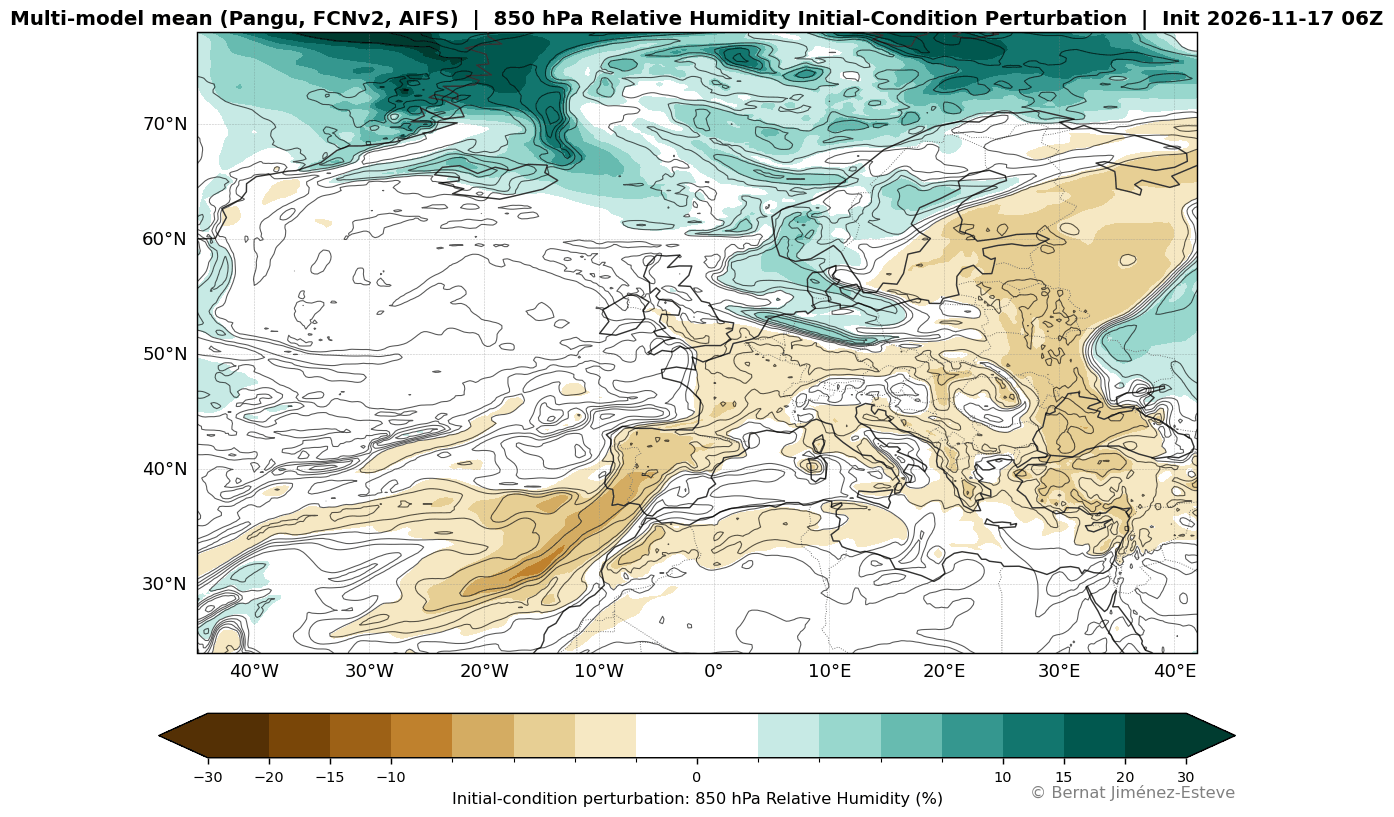 Multi-model mean (Pangu, FCNv2, AIFS)  |  850 hPa Relative Humidity Initial-Condition Perturbation  |  Init 2026-11-17 06Z
70°N
60°N
50°N
40°N
30°N
40°W 30°W 20°W 10°W 0° 10°E 20°E 30°E 40°E
−30 −20 −15 −10 0 10 15 20 30
Initial-condition perturbation: 850 hPa Relative Humidity (%)
© Bernat Jiménez-Esteve